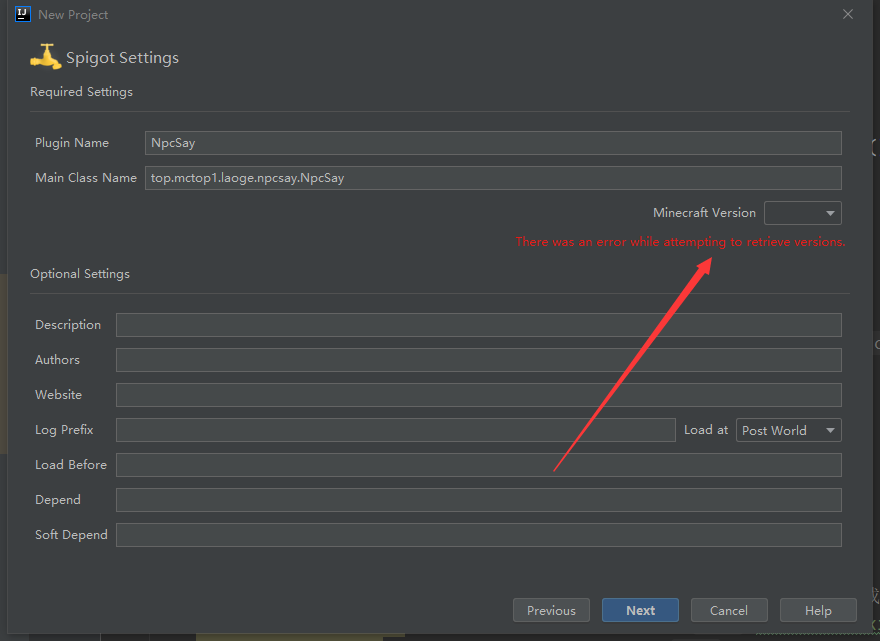 New Project
Spigot Settings
Required Settings
Plugin Name NpcSay
Main Class Name top.mctop1.laoge.npcsay.NpcSay
Minecraft Version
There was an error while attempting to retrieve versions.
Optional Settings
Description
Authors
Website
Log Prefix Load at Post World
Load Before
Depend
Soft Depend
Previous Next Cancel Help